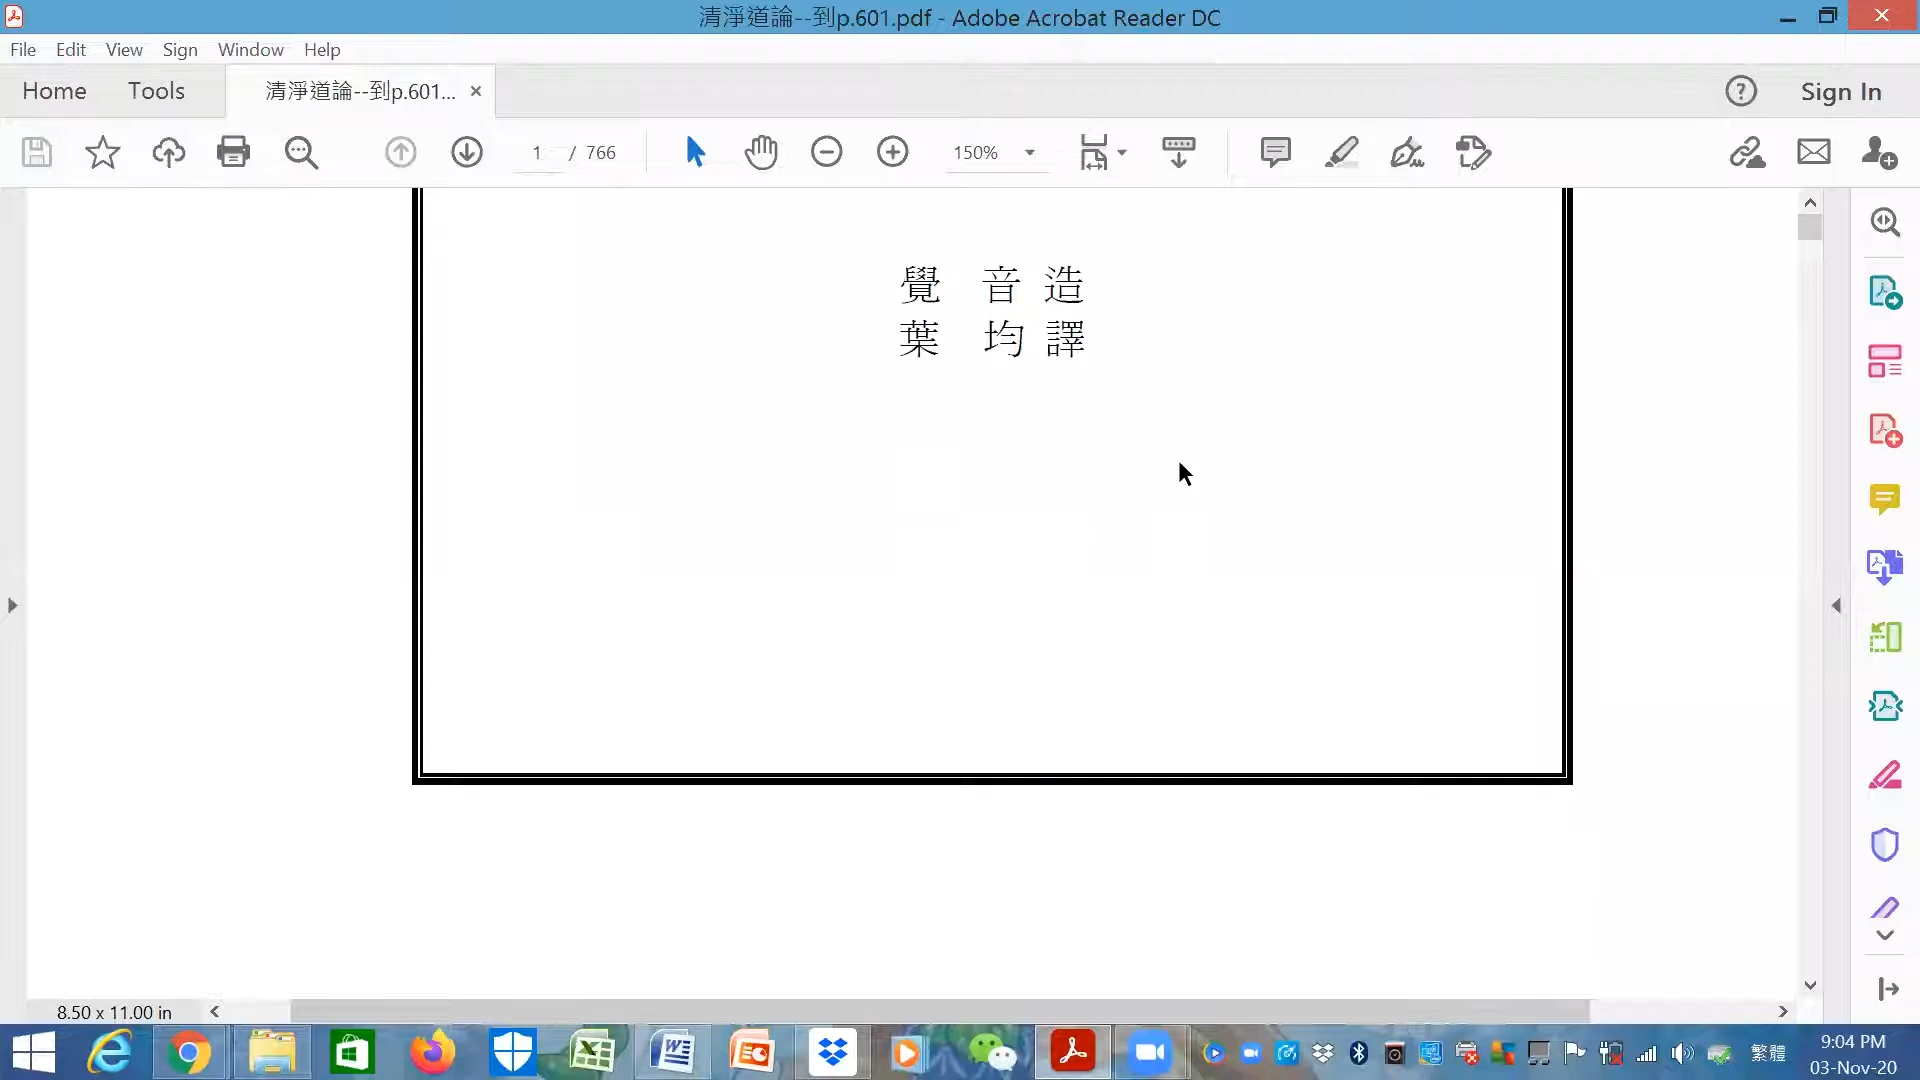 清淨道論--到p.601.pdf - Adobe Acrobat Reader DC
File Edit View Sign Window Help
Home Tools 清淨道論--到p.601... × Sign In
1 / 766 150%
覺 音 造
葉 均 譯
8.50 x 11.00 in
9:04 PM
繁體
03-Nov-20